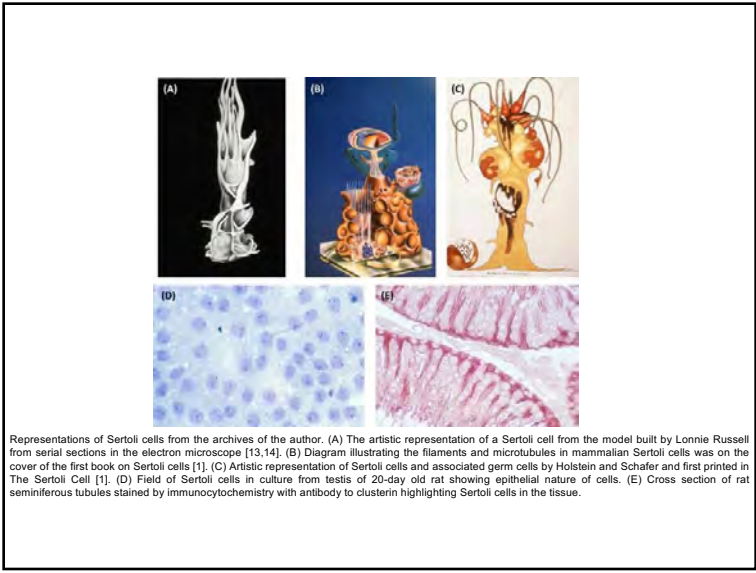 (A)
(B)
(C)
(D)
(E)
Representations of Sertoli cells from the archives of the author. (A) The artistic representation of a Sertoli cell from the model built by Lonnie Russell
from serial sections in the electron microscope [13,14]. (B) Diagram illustrating the filaments and microtubules in mammalian Sertoli cells was on the
cover of the first book on Sertoli cells [1]. (C) Artistic representation of Sertoli cells and associated germ cells by Holstein and Schafer and first printed in
The Sertoli Cell [1]. (D) Field of Sertoli cells in culture from testis of 20-day old rat showing epithelial nature of cells. (E) Cross section of rat
seminiferous tubules stained by immunocytochemistry with antibody to clusterin highlighting Sertoli cells in the tissue.